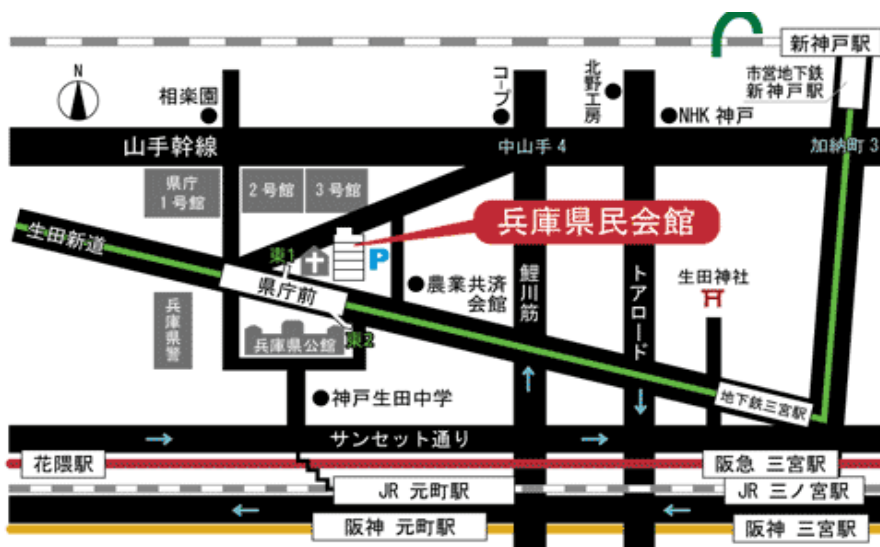 新神戸駅
市営地下鉄
新神戸駅
N
相楽園
コープ
北野工房
NHK 神戸
山手幹線
中山手 4
加納町 3
県庁
1号館
2号館
3号館
兵庫県民会館
生田新道
東1
P
県庁前
農業共済
会館
鯉川筋
トアロード
生田神社
兵庫県警
兵庫県公館
東2
神戸生田中学
地下鉄三宮駅
サンセット通り
花隈駅
阪急 三宮駅
JR 元町駅
JR 三ノ宮駅
阪神 元町駅
阪神 三宮駅